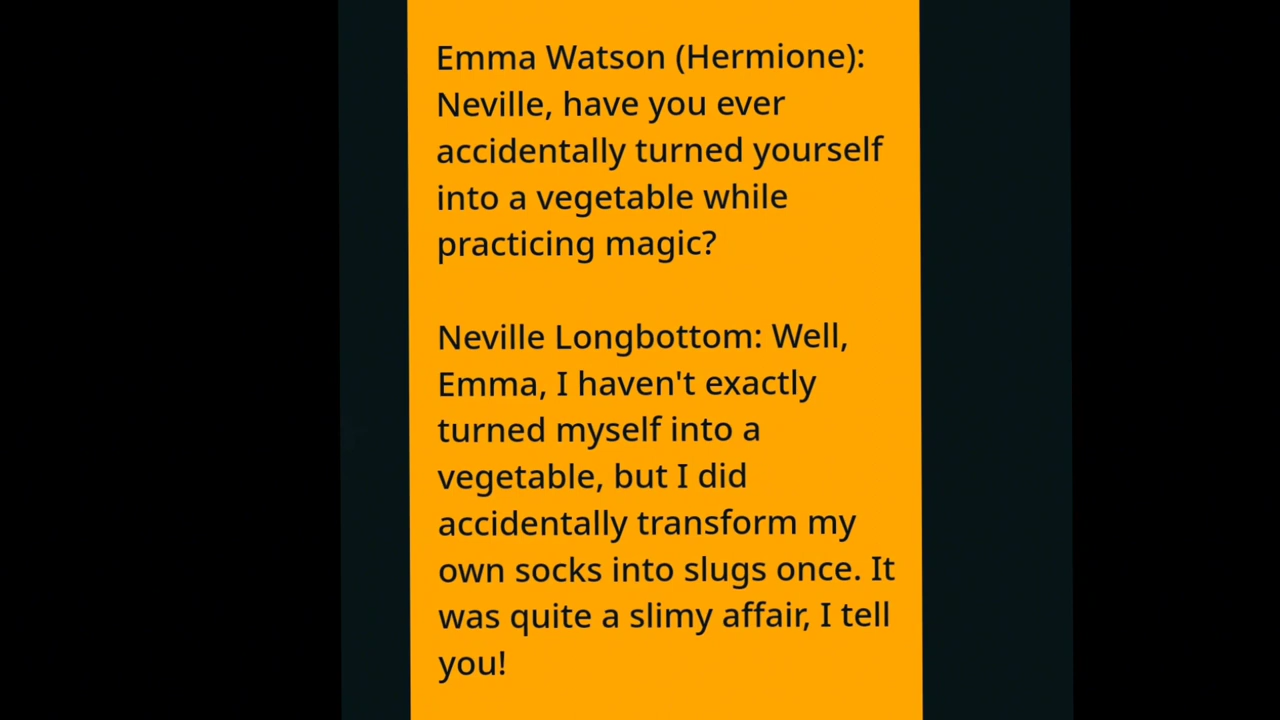 Emma Watson (Hermione):
Neville, have you ever
accidentally turned yourself
into a vegetable while
practicing magic?
Neville Longbottom: Well,
Emma, I haven't exactly
turned myself into a
vegetable, but I did
accidentally transform my
own socks into slugs once. It
was quite a slimy affair, I tell
you!